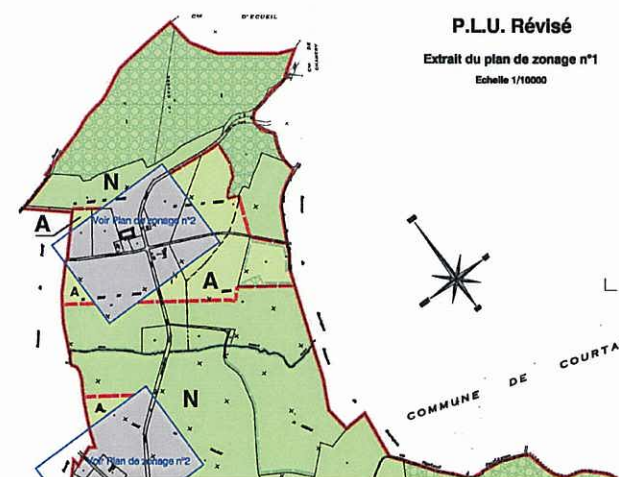 CM D'ECUEIL
P.L.U. Révisé
Extrait du plan de zonage n°1
Echelle 1/10000
N
A
Voir Plan de zonage n°2
A
A
N
A
Voir Plan de zonage n°2
COMMUNE DE COURTA